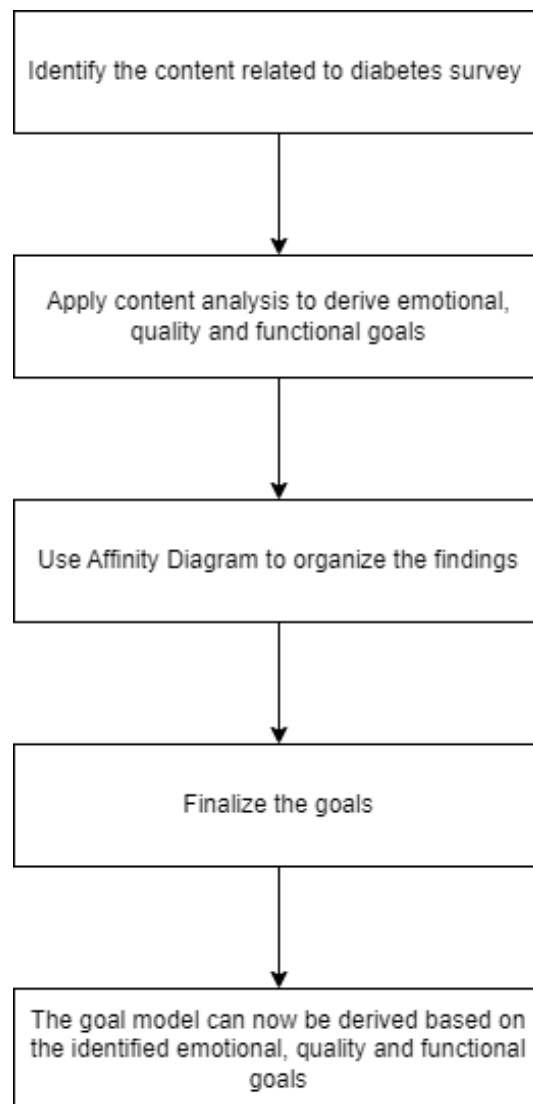 Identify the content related to diabetes survey
Apply content analysis to derive emotional,
quality and functional goals
Use Affinity Diagram to organize the findings
Finalize the goals
The goal model can now be derived based on
the identified emotional, quality and functional
goals